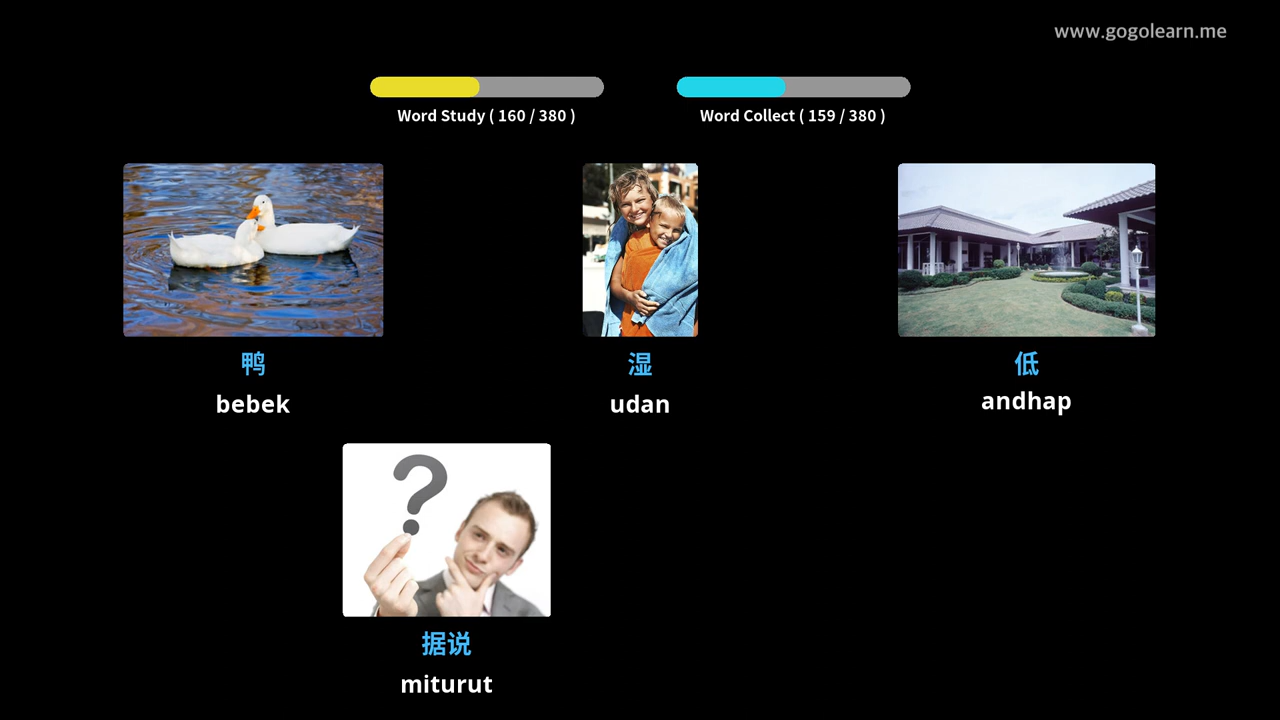 www.gogolearn.me
Word Study ( 160 / 380 )
Word Collect ( 159 / 380 )
鸭
bebek
湿
udan
低
andhap
据说
miturut